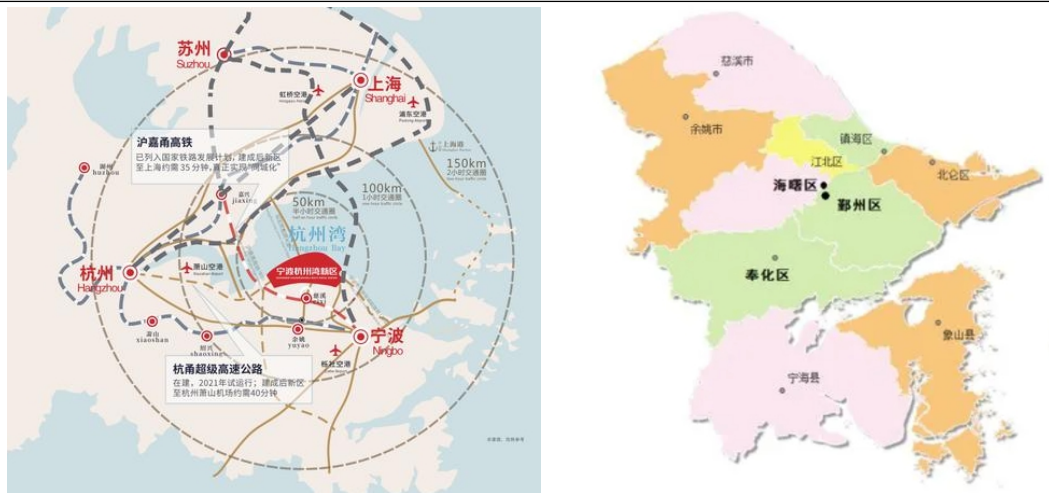 苏州
Suzhou
上海
Shanghai
虹桥空港
浦东空港
沪嘉甬高铁
已列入国家铁路发展计划，建成后新区
至上海约需35分钟，真正实现“同城化”
上海港
150km
2小时交通圈
100km
1小时交通圈
50km
半小时交通圈
湖州
huzhou
嘉兴
jiaxing
杭州湾
Hangzhou Bay
宁波杭州湾新区
杭州
Hangzhou
萧山空港
慈溪
cixi
萧山
xiaoshan
绍兴
shaoxing
余姚
yuyao
宁波
Ningbo
栎社空港
杭甬超级高速公路
在建，2021年试运行；建成后新区
至杭州萧山机场约需40分钟
慈溪市
余姚市
镇海区
江北区
北仑区
海曙区
鄞州区
奉化区
象山县
宁海县